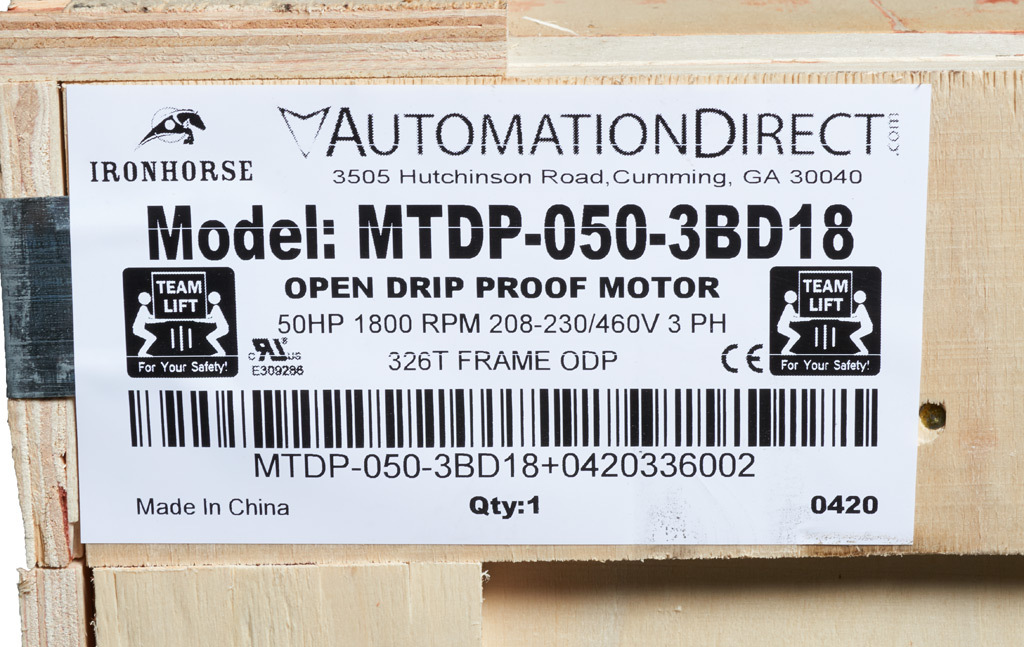 IRONHORSE
AUTOMATIONDIRECT.com
3505 Hutchinson Road,Cumming, GA 30040
Model: MTDP-050-3BD18
TEAM LIFT
For Your Safety!
OPEN DRIP PROOF MOTOR
50HP 1800 RPM 208-230/460V 3 PH
326T FRAME ODP
c RU US
E309286
CE
TEAM LIFT
For Your Safety!
MTDP-050-3BD18+0420336002
Made In China
Qty:1
0420